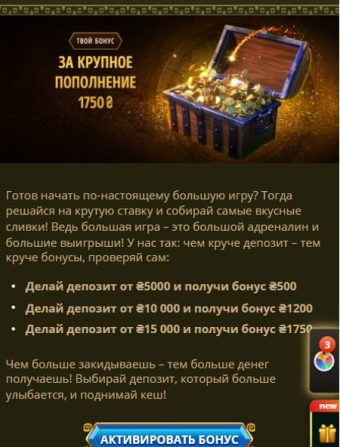 ТВОЙ БОНУС
ЗА КРУПНОЕ
ПОПОЛНЕНИЕ
1750 ₴
Готов начать по-настоящему большую игру? Тогда
решайся на крутую ставку и собирай самые вкусные
сливки! Ведь большая игра – это большой адреналин и
большие выигрыши! У нас так: чем круче депозит – тем
круче бонусы, проверяй сам:
• Делай депозит от ₴5000 и получи бонус ₴500
• Делай депозит от ₴10 000 и получи бонус ₴1200
• Делай депозит от ₴15 000 и получи бонус ₴1750
3
Чем больше закидываешь – тем больше денег
получаешь! Выбирай депозит, который больше
улыбается, и поднимай кеш!
new
АКТИВИРОВАТЬ БОНУС